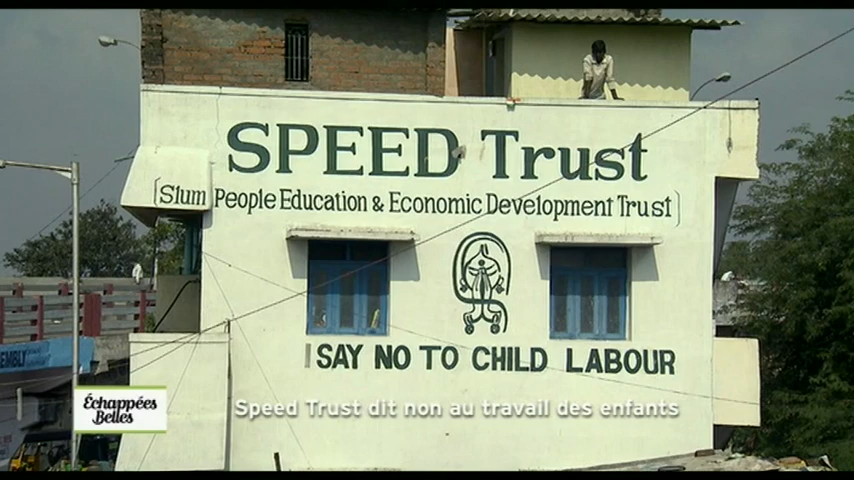 SPEED Trust
(Slum People Education & Economic Development Trust)
SAY NO TO CHILD LABOUR
EMBLY
Échappées
Belles
Speed Trust dit non au travail des enfants